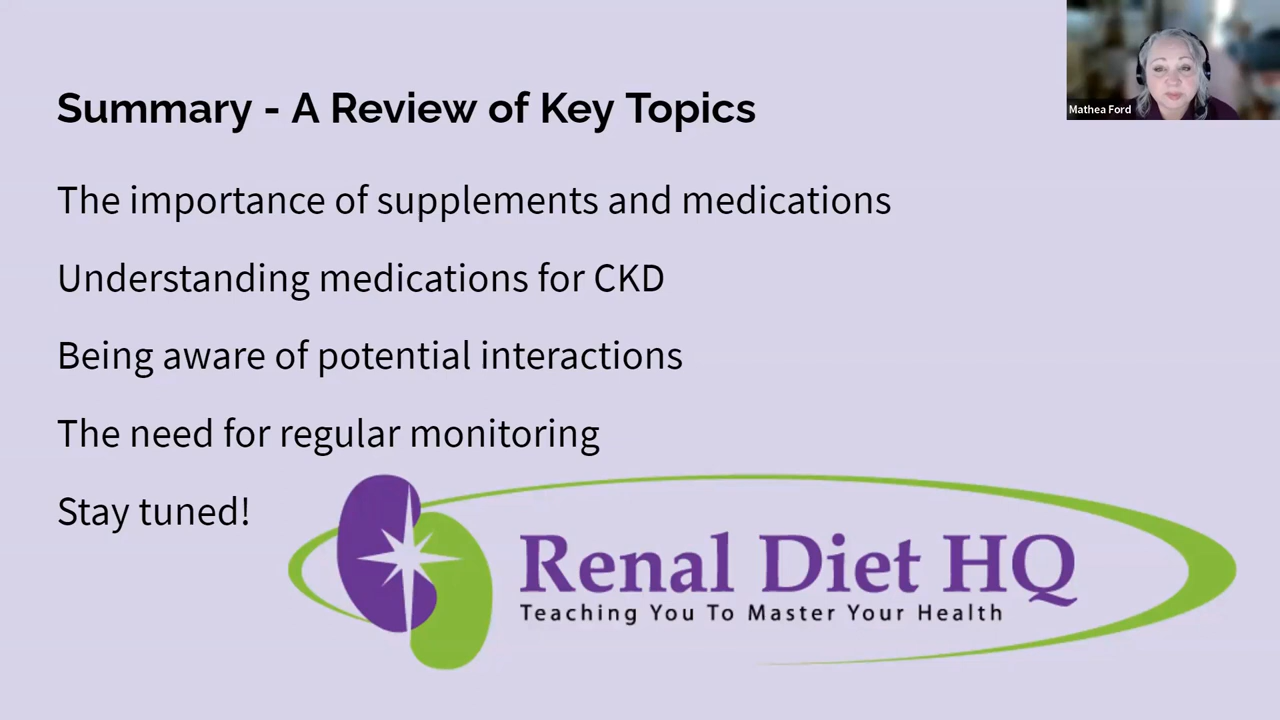 Mathea Ford
Summary - A Review of Key Topics
The importance of supplements and medications
Understanding medications for CKD
Being aware of potential interactions
The need for regular monitoring
Stay tuned!
Renal Diet HQ
Teaching You To Master Your Health